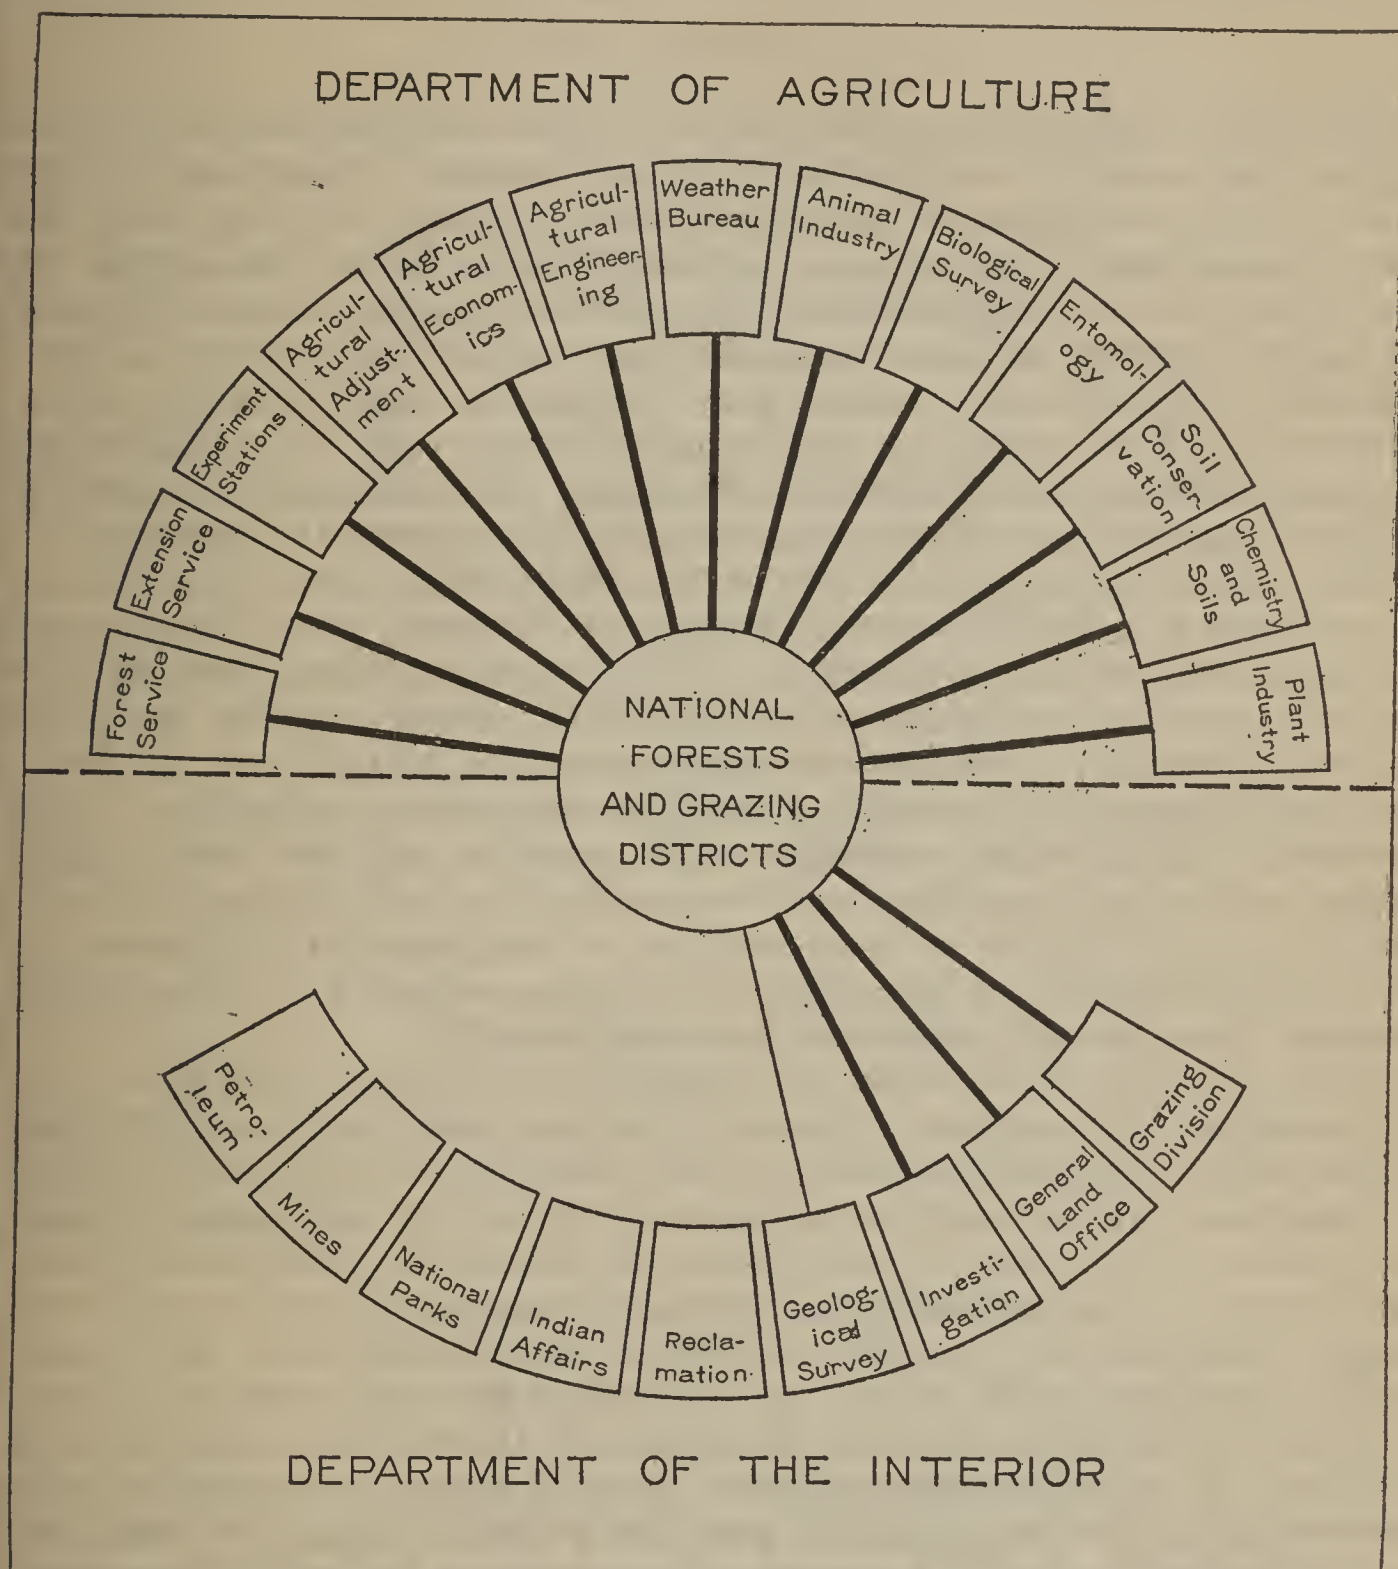 DEPARTMENT OF AGRICULTURE
Forest
Service
Extension
Service
Experiment
Stations
Agricul-
tural
Adjust-
ment
Agricul-
tural
Econom-
ics
Agricul-
tural
Engineer-
ing
Weather
Bureau
Animal
Industry
Biological
Survey
Entomol-
ogy
Soil
Conser-
vation
Chemistry
and
Soils
Plant
Industry
NATIONAL
FORESTS
AND GRAZING
DISTRICTS
Petro-
leum
Mines
National
Parks
Indian
Affairs
Recla-
mation
Geolog-
ical
Survey
Investi-
gation
General
Land
Office
Grazing
Division
DEPARTMENT OF THE INTERIOR